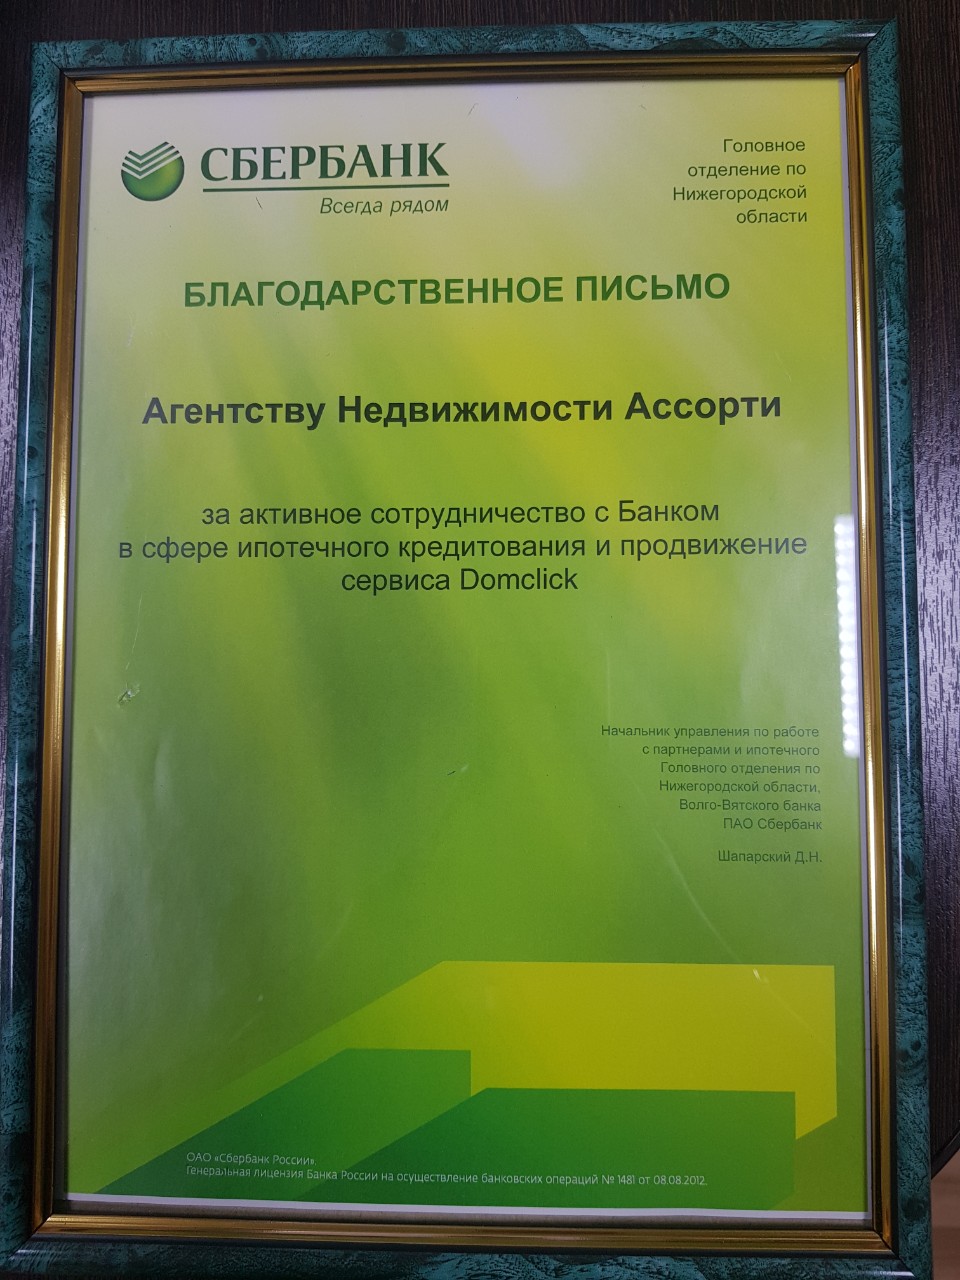 СБЕРБАНК
Всегда рядом
Головное
отделение по
Нижегородской
области
БЛАГОДАРСТВЕННОЕ ПИСЬМО
Агентству Недвижимости Ассорти
за активное сотрудничество с Банком
в сфере ипотечного кредитования и продвижение
сервиса Domclick
Начальник управления по работе
с партнерами и ипотечного
Головного отделения по
Нижегородской области,
Волго-Вятского банка
ПАО Сбербанк
Шапарский Д.Н.
ОАО «Сбербанк России».
Генеральная лицензия Банка России на осуществление банковских операций № 1481 от 08.08.2012.